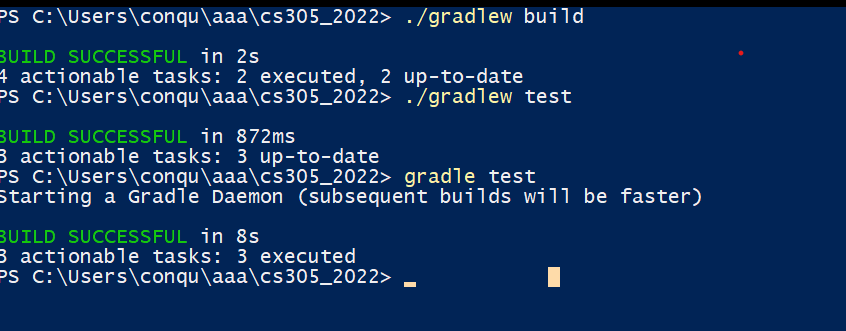 PS C:\Users\conqu\aaa\cs305_2022> ./gradlew build
BUILD SUCCESSFUL in 2s
4 actionable tasks: 2 executed, 2 up-to-date
PS C:\Users\conqu\aaa\cs305_2022> ./gradlew test
BUILD SUCCESSFUL in 872ms
3 actionable tasks: 3 up-to-date
PS C:\Users\conqu\aaa\cs305_2022> gradle test
Starting a Gradle Daemon (subsequent builds will be faster)
BUILD SUCCESSFUL in 8s
3 actionable tasks: 3 executed
PS C:\Users\conqu\aaa\cs305_2022>